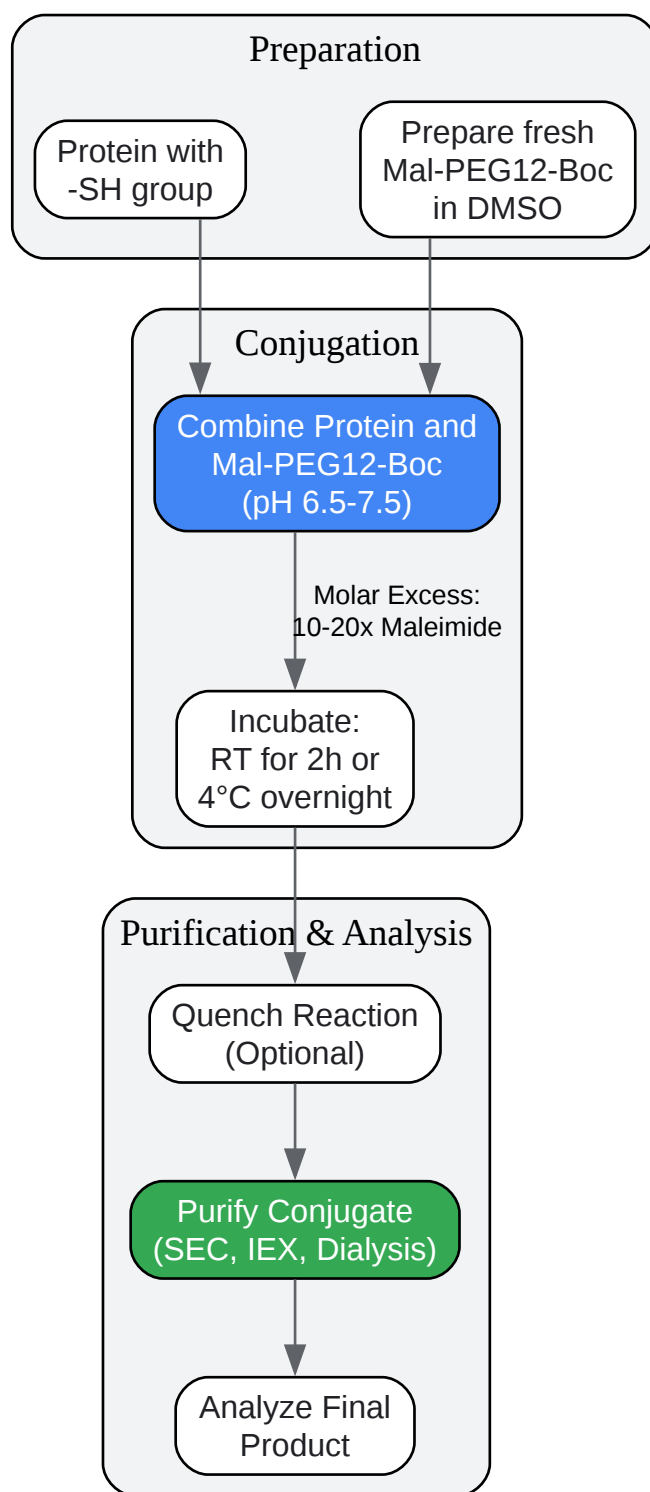 Preparation
Protein with
-SH group
Prepare fresh
Mal-PEG12-Boc
in DMSO
Conjugation
Combine Protein and
Mal-PEG12-Boc
(pH 6.5-7.5)
Molar Excess:
10-20x Maleimide
Incubate:
RT for 2h or
4°C overnight
Purification & Analysis
Quench Reaction
(Optional)
Purify Conjugate
(SEC, IEX, Dialysis)
Analyze Final
Product